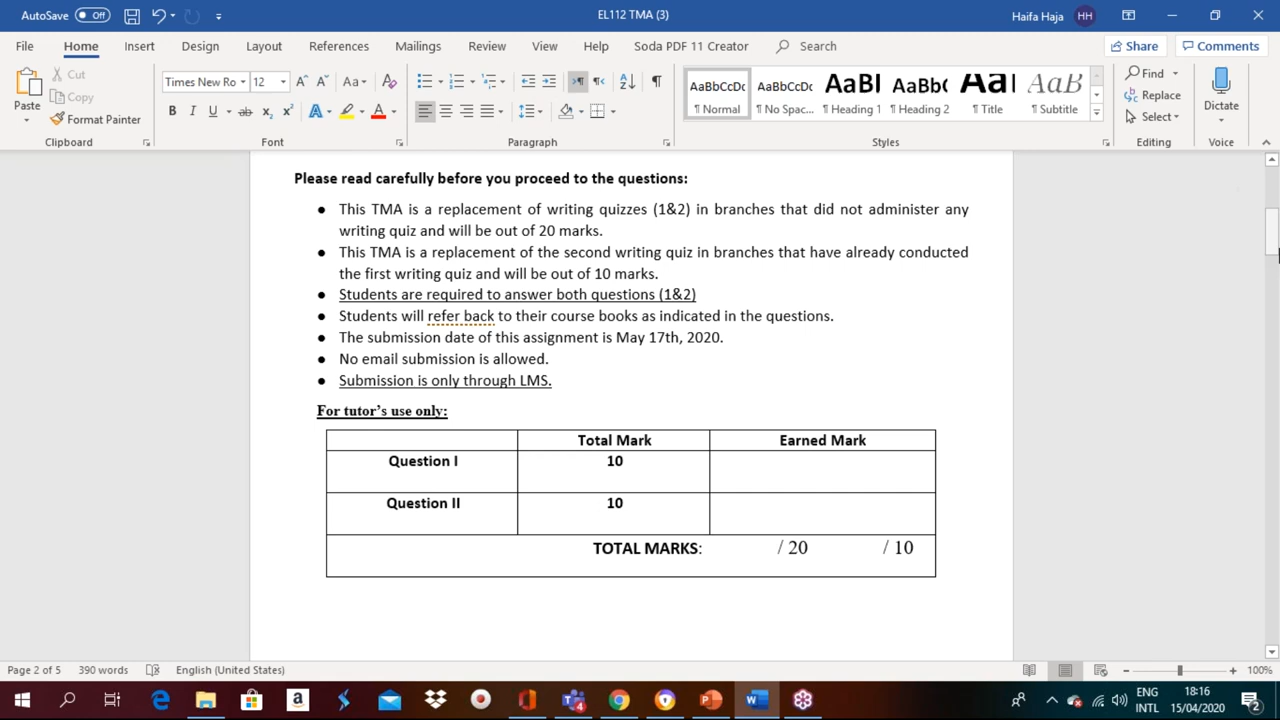 AutoSave Off EL112 TMA (3) Haifa Haja HH
File Home Insert Design Layout References Mailings Review View Help Soda PDF 11 Creator Search Share Comments
Paste Cut Copy Format Painter
Times New Ro 12 Aa
B I U ab x₂ x² A A
AaBbCcDc AaBbCcDc AaBl AaBbC AaI AaB
¶ Normal ¶ No Spac... ¶ Heading 1 ¶ Heading 2 ¶ Title ¶ Subtitle
Find Replace Select Dictate
Clipboard Font Paragraph Styles Editing Voice
Please read carefully before you proceed to the questions:
● This TMA is a replacement of writing quizzes (1&2) in branches that did not administer any
writing quiz and will be out of 20 marks.
● This TMA is a replacement of the second writing quiz in branches that have already conducted
the first writing quiz and will be out of 10 marks.
● Students are required to answer both questions (1&2)
● Students will refer back to their course books as indicated in the questions.
● The submission date of this assignment is May 17th, 2020.
● No email submission is allowed.
● Submission is only through LMS.
For tutor’s use only:
Total Mark Earned Mark
Question I 10
Question II 10
TOTAL MARKS: / 20 / 10
Page 2 of 5 390 words English (United States) 100%
ENG 18:16
INTL 15/04/2020